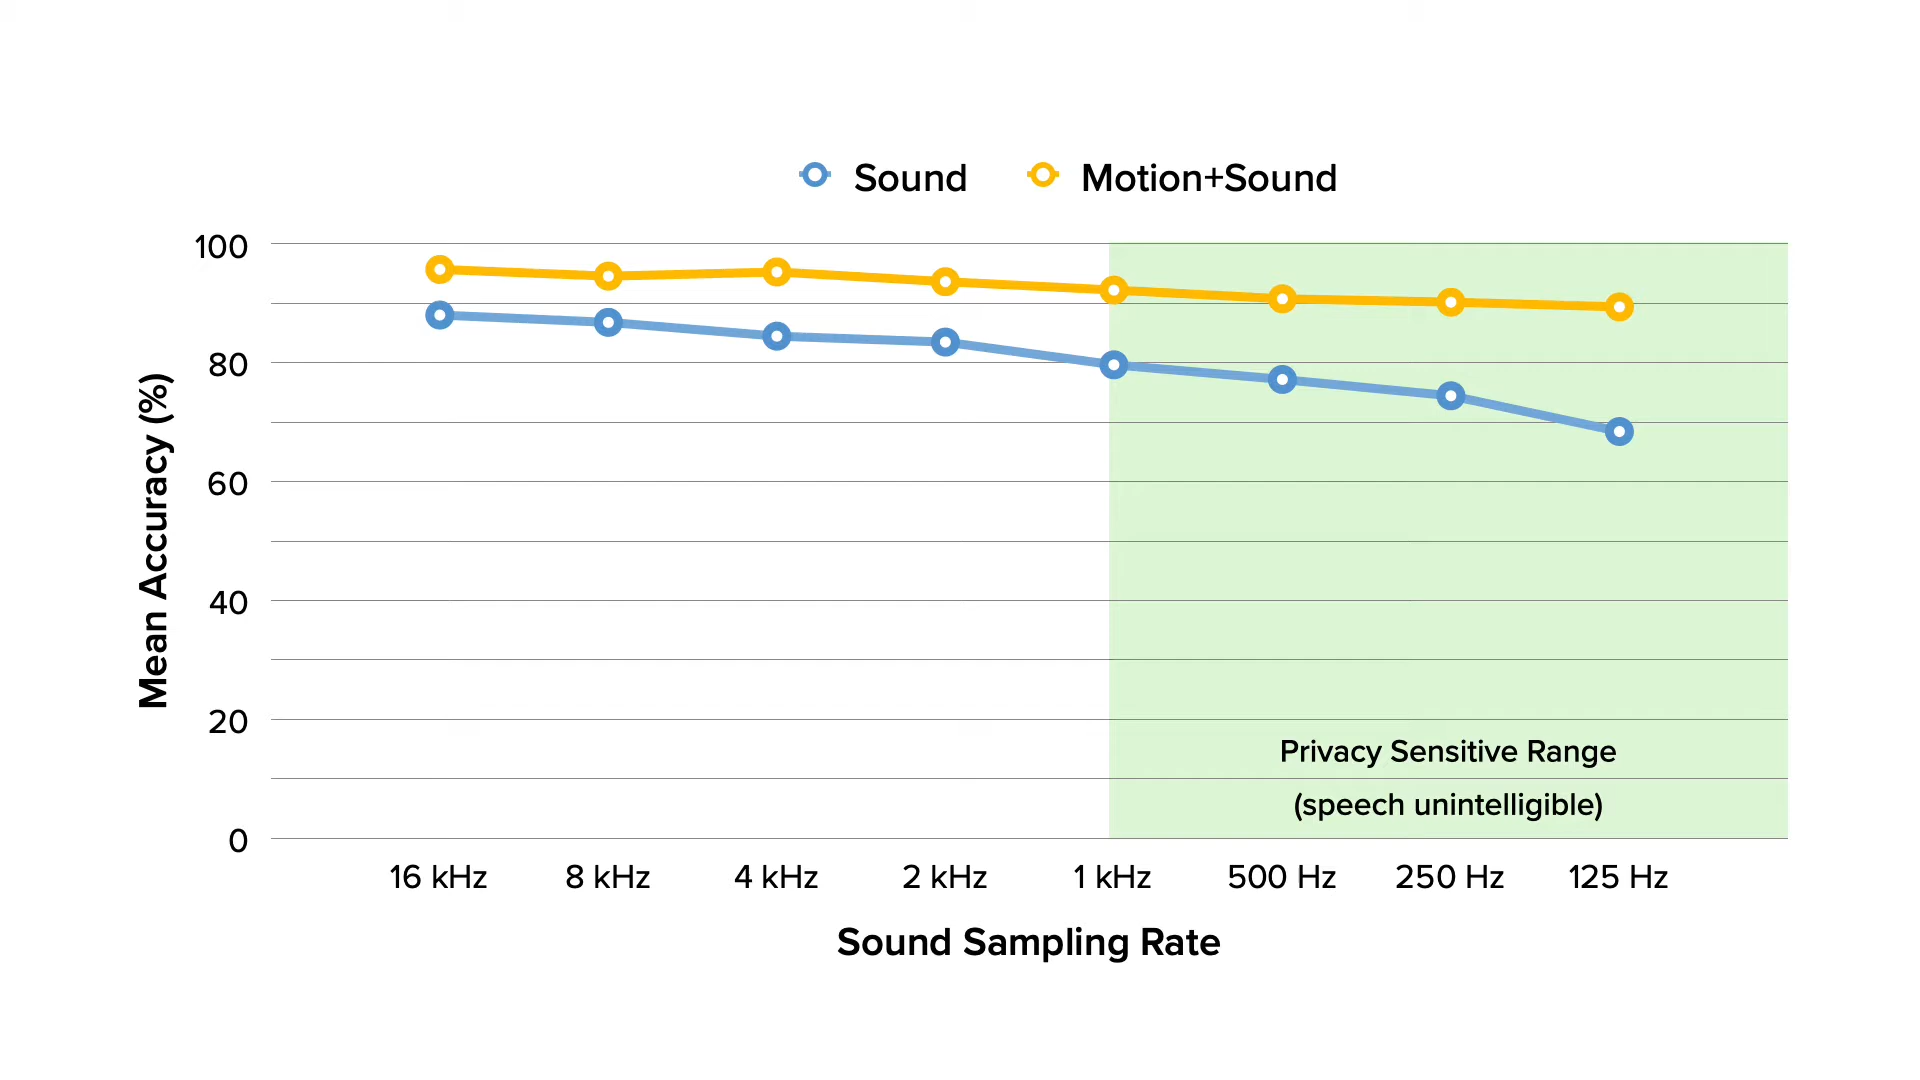 Sound Motion+Sound
100
80
60
40
20
0
Mean Accuracy (%)
Privacy Sensitive Range
(speech unintelligible)
16 kHz 8 kHz 4 kHz 2 kHz 1 kHz 500 Hz 250 Hz 125 Hz
Sound Sampling Rate